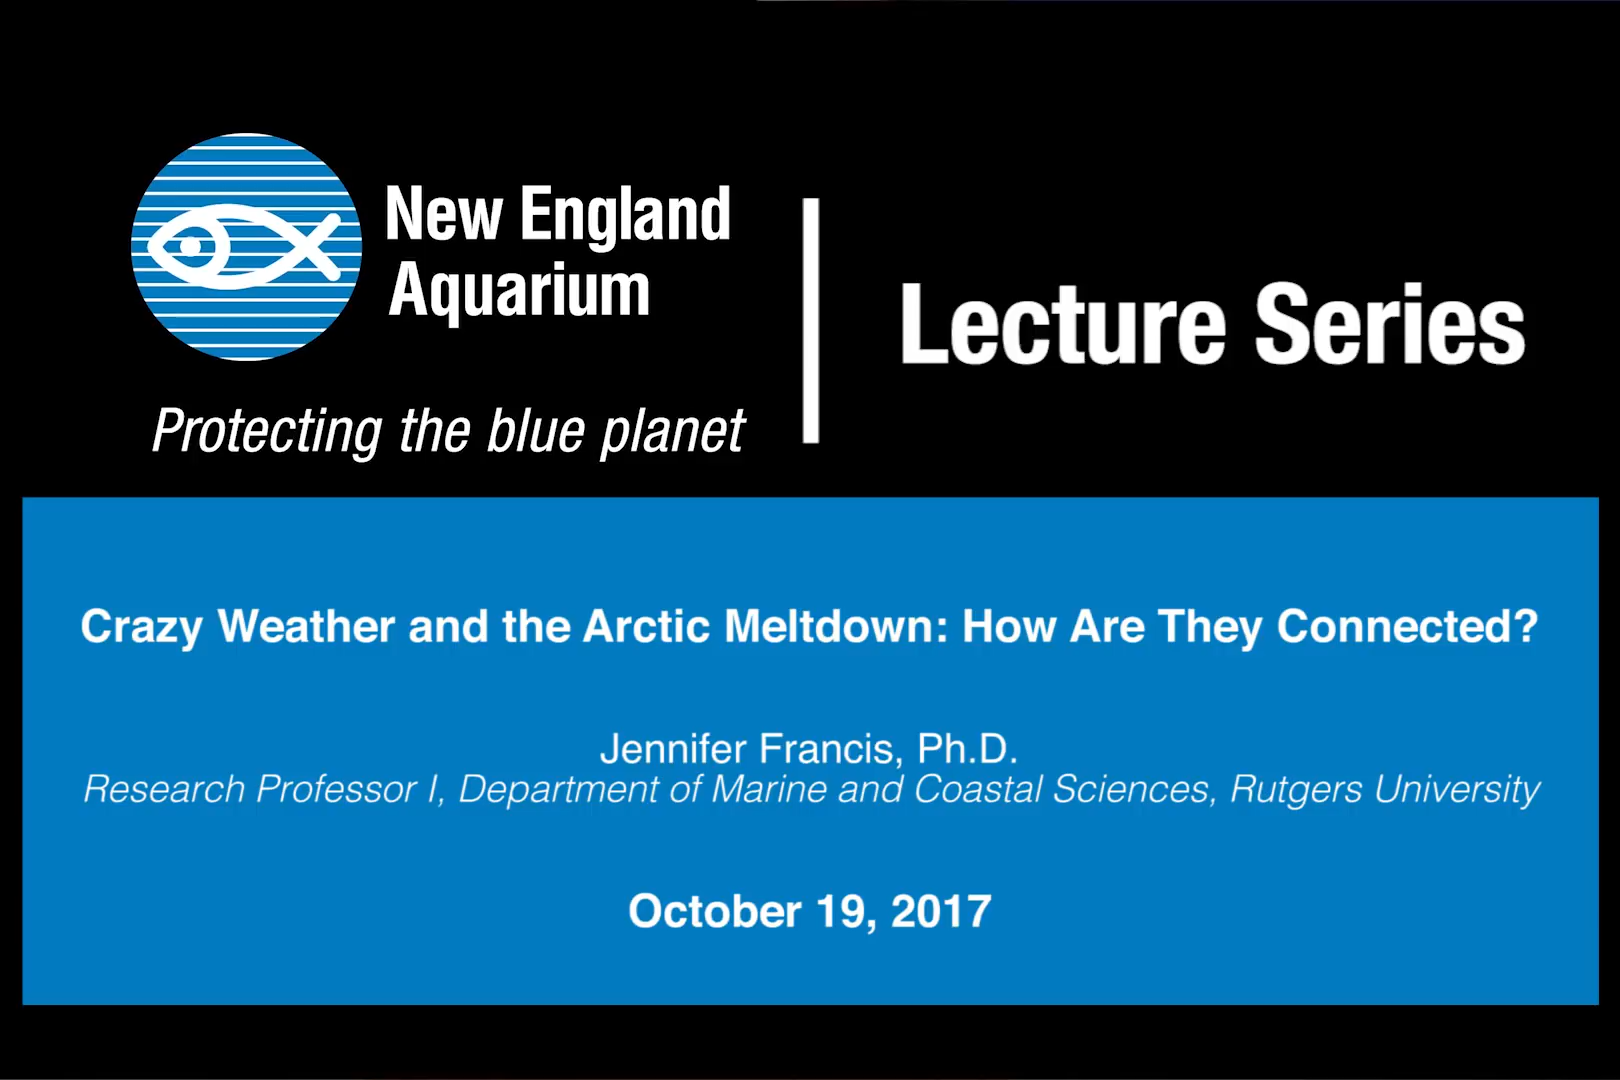 New England
Aquarium
Protecting the blue planet
Lecture Series
Crazy Weather and the Arctic Meltdown: How Are They Connected?
Jennifer Francis, Ph.D.
Research Professor I, Department of Marine and Coastal Sciences, Rutgers University
October 19, 2017